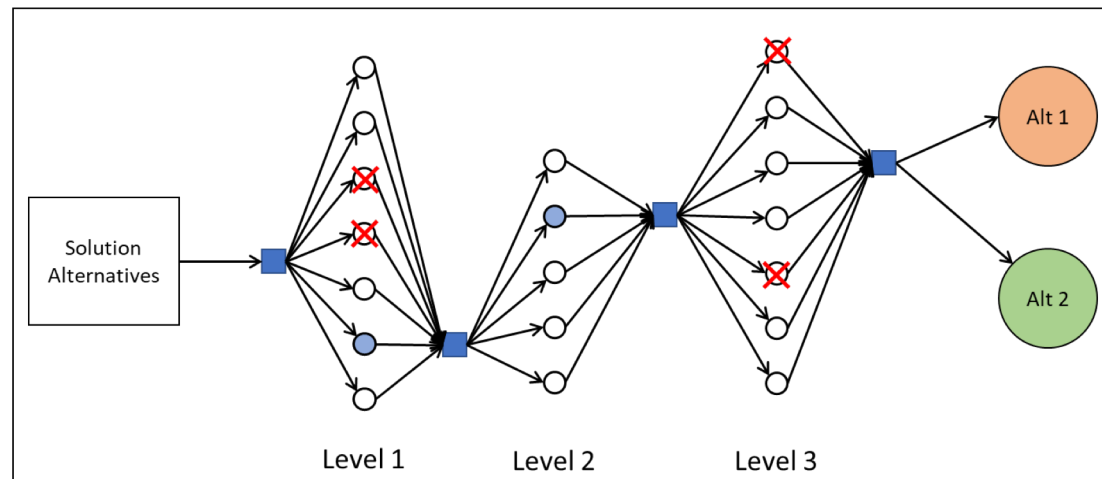 Solution
Alternatives
Alt 1
Alt 2
Level 1
Level 2
Level 3